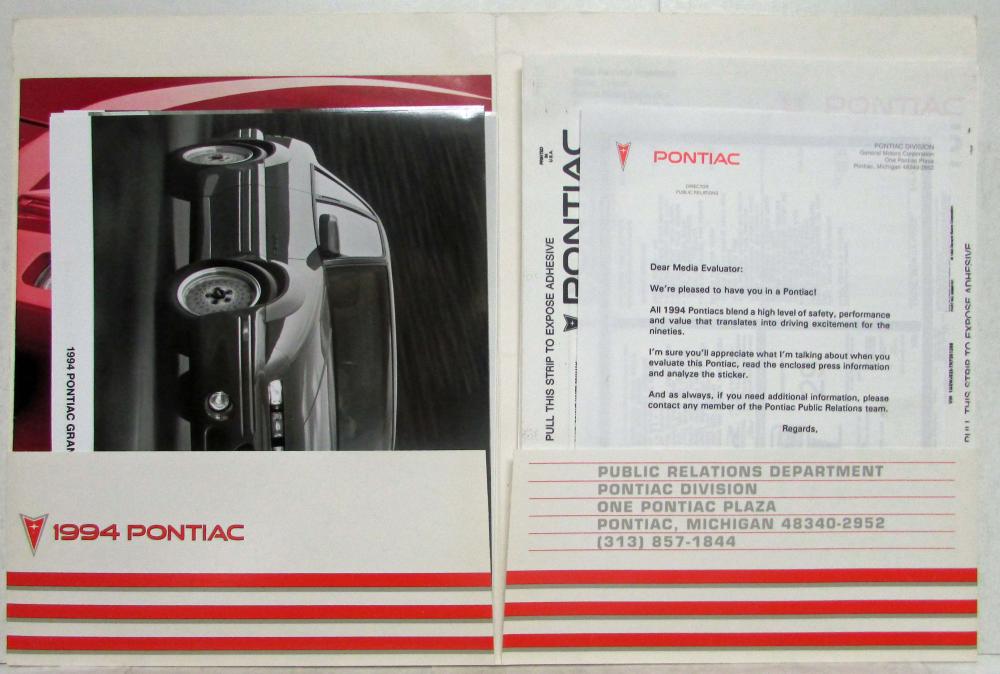 1994 PONTIAC GRAN
1994 PONTIAC
PRINTED
IN
U.S.A.
PULL THIS STRIP TO EXPOSE ADHESIVE
PONTIAC
PONTIAC
PONTIAC
PONTIAC DIVISION
General Motors Corporation
One Pontiac Plaza
Pontiac, Michigan 48340-2952
DIRECTOR
PUBLIC RELATIONS
Dear Media Evaluator:
We're pleased to have you in a Pontiac!
All 1994 Pontiacs blend a high level of safety, performance
and value that translates into driving excitement for the
nineties.
I'm sure you'll appreciate what I'm talking about when you
evaluate this Pontiac, read the enclosed press information
and analyze the sticker.
And as always, if you need additional information, please
contact any member of the Pontiac Public Relations team.
Regards,
PULL THIS STRIP TO EXPOSE ADHESIVE
PUBLIC RELATIONS DEPARTMENT
PONTIAC DIVISION
ONE PONTIAC PLAZA
PONTIAC, MICHIGAN 48340-2952
(313) 857-1844